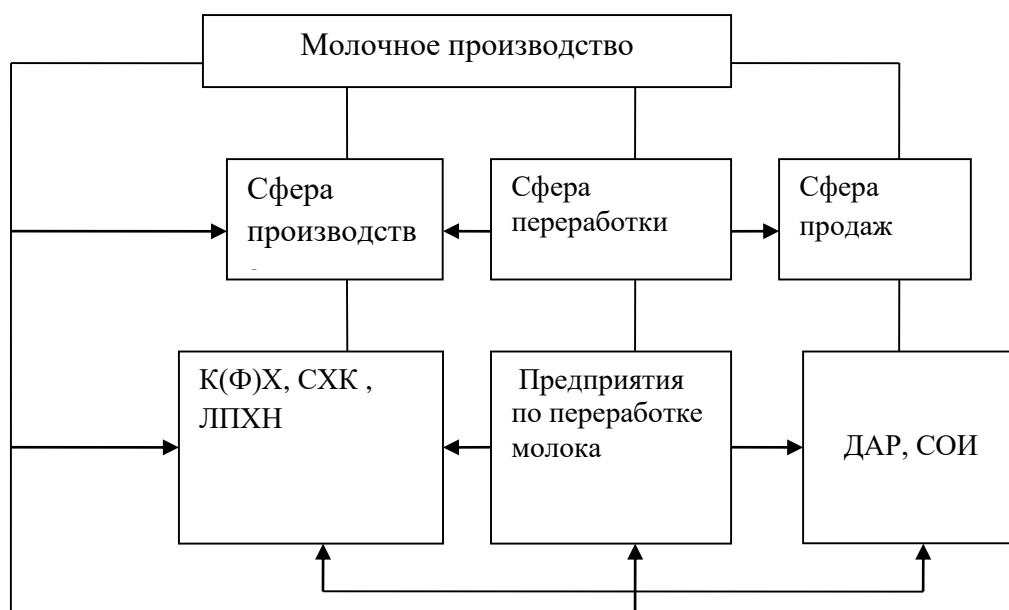 Молочное производство
Сфера
производств
Сфера
переработки
Сфера
продаж
К(Ф)Х, СХК ,
ЛПХН
Предприятия
по переработке
молока
ДАР, СОИ